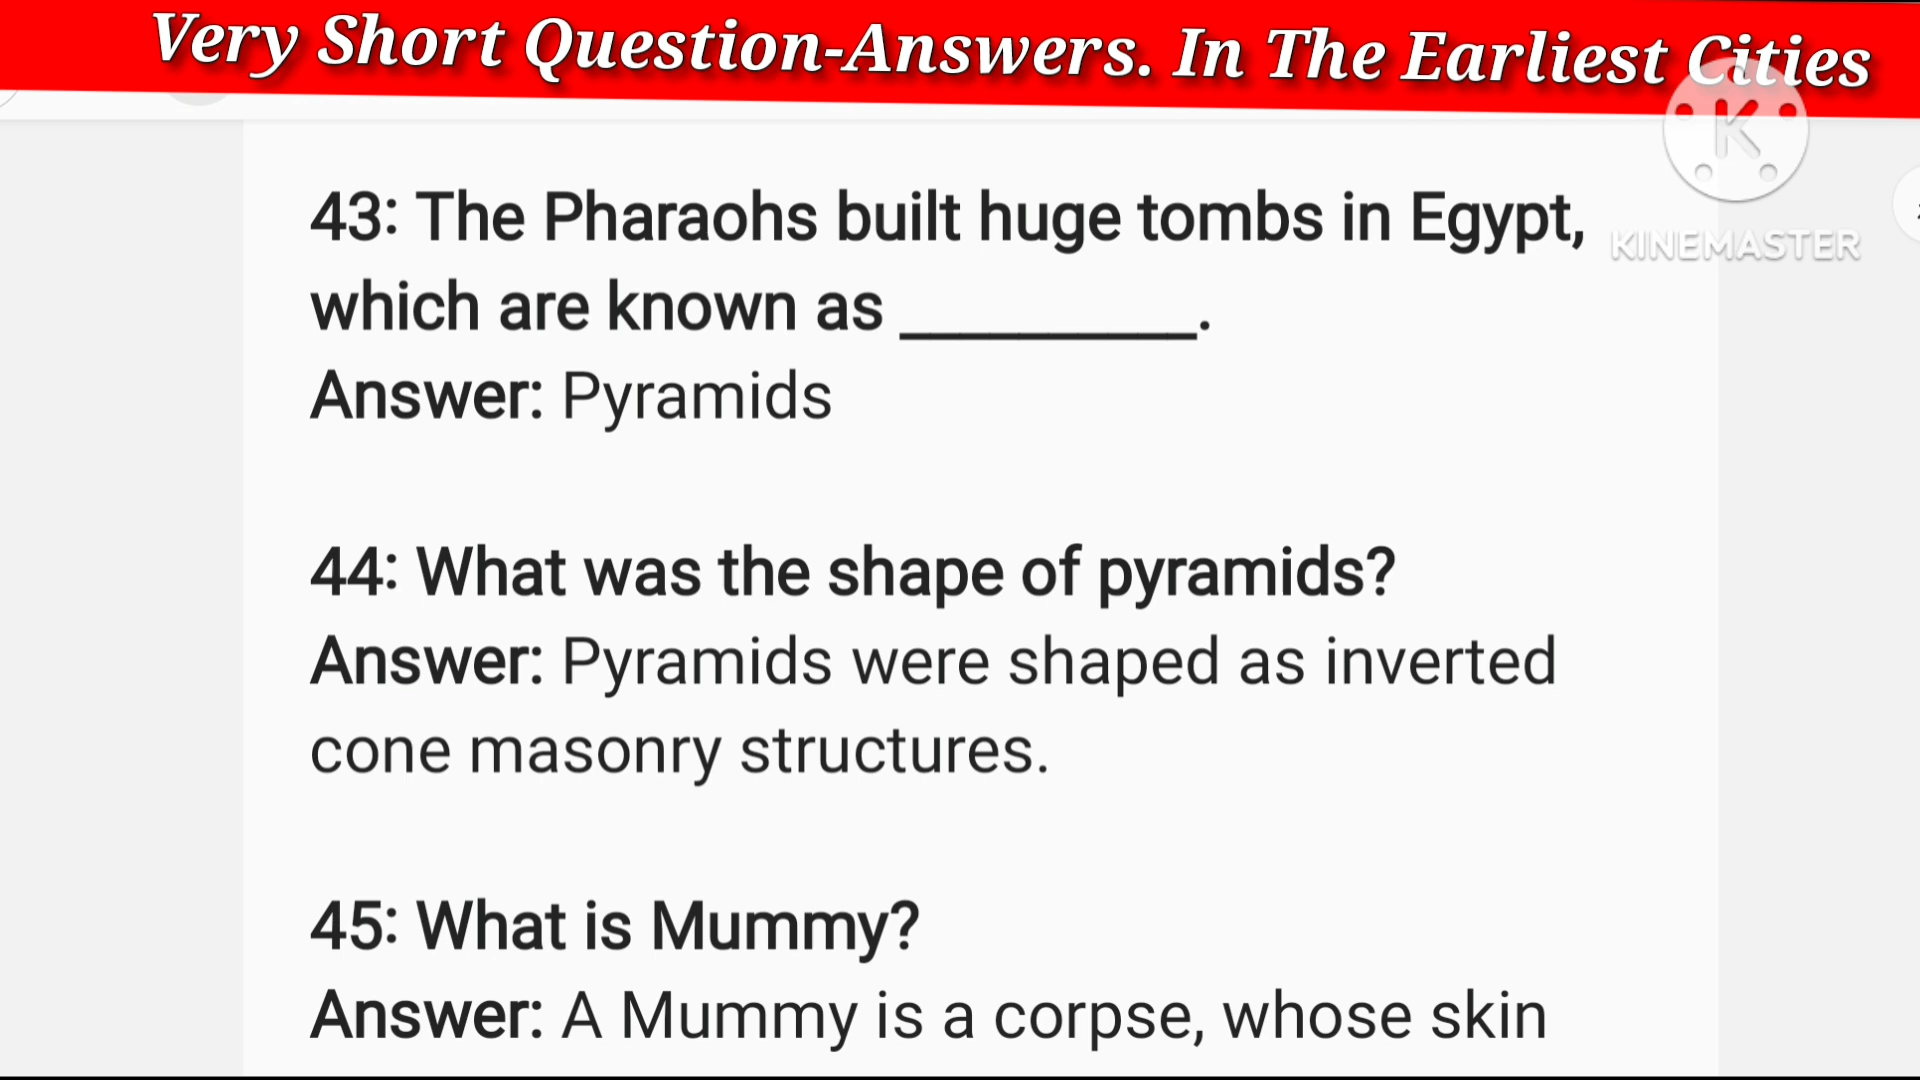 Very Short Question-Answers. In The Earliest Cities
K
KINEMASTER
43: The Pharaohs built huge tombs in Egypt,
which are known as __________.
Answer: Pyramids
44: What was the shape of pyramids?
Answer: Pyramids were shaped as inverted
cone masonry structures.
45: What is Mummy?
Answer: A Mummy is a corpse, whose skin